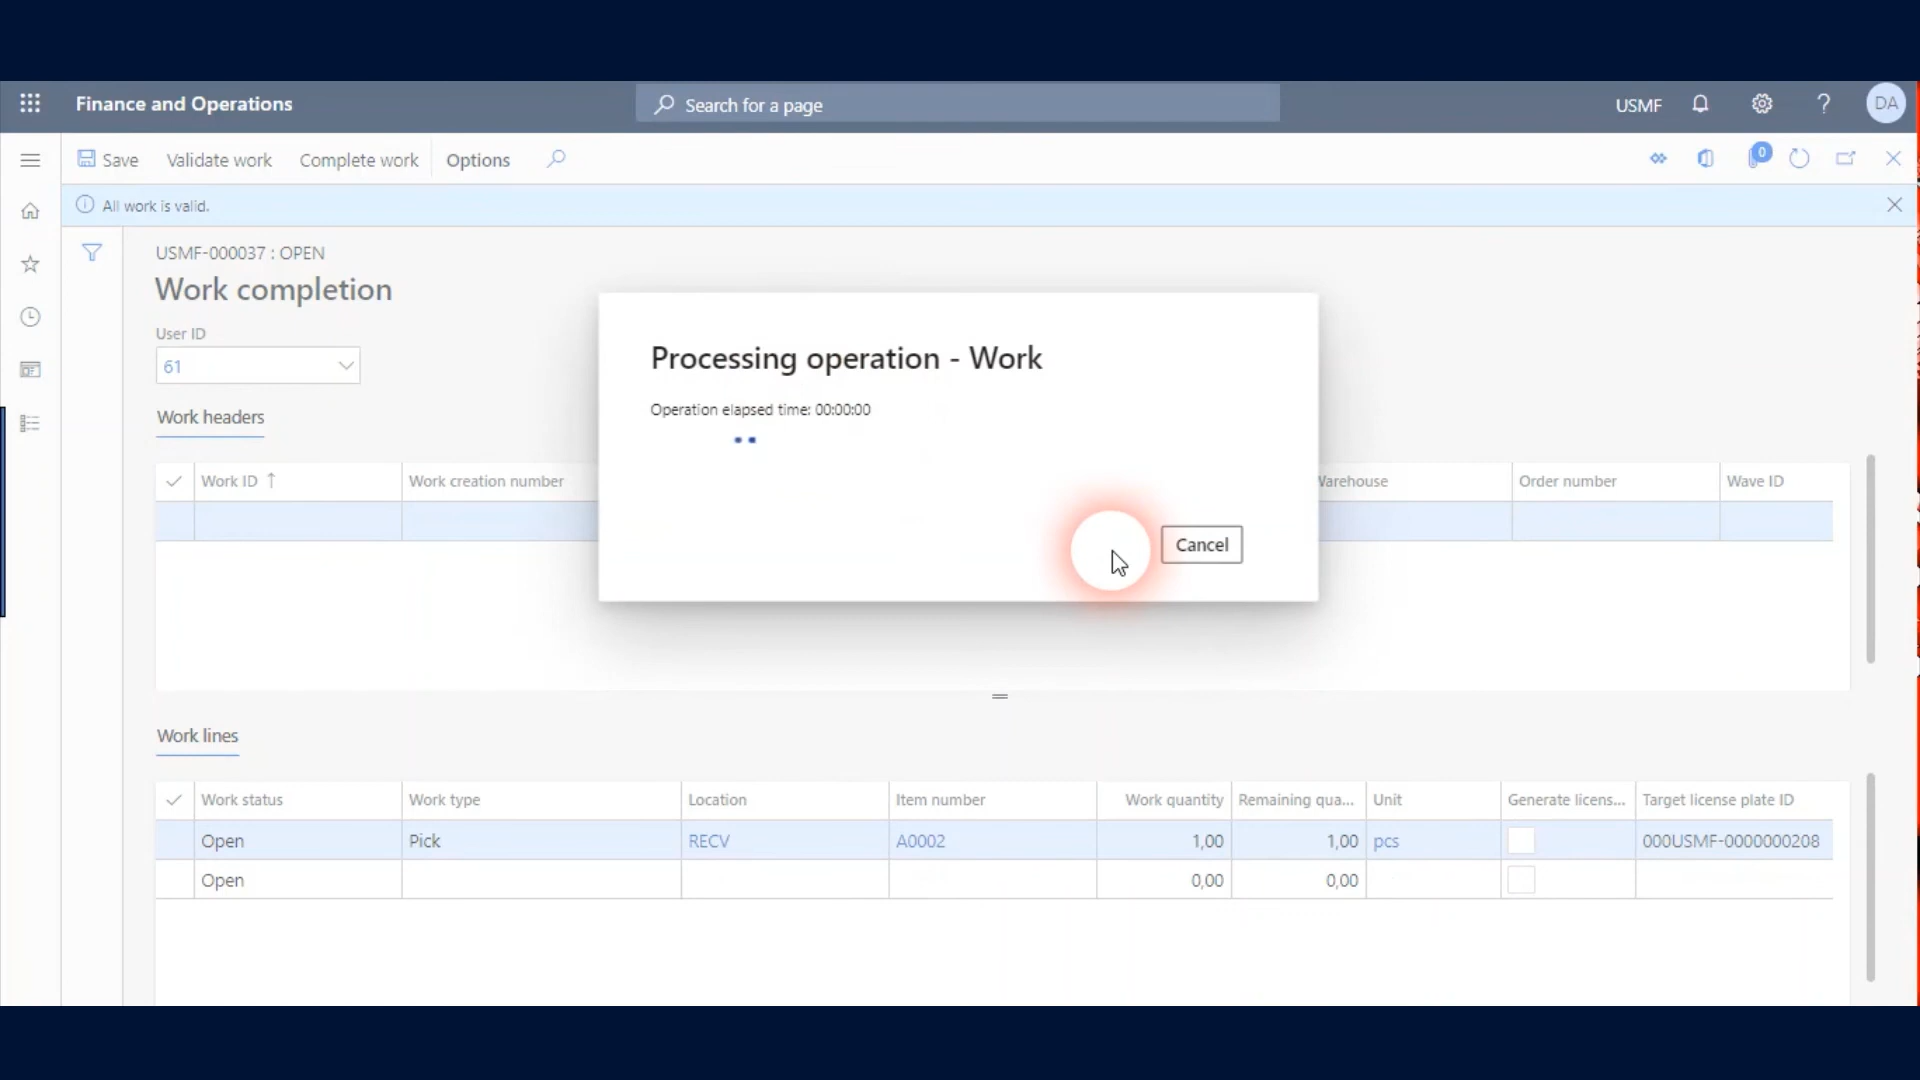 Finance and Operations
Search for a page
USMF
?
DA
Save
Validate work
Complete work
Options
0
All work is valid.
USMF-000037 : OPEN
Work completion
User ID
61
Work headers
Work ID ↑
Work creation number
Warehouse
Order number
Wave ID
Processing operation - Work
Operation elapsed time: 00:00:00
Cancel
Work lines
Work status Work type Location Item number Work quantity Remaining qua... Unit Generate licens... Target license plate ID
Open Pick RECV A0002 1,00 1,00 pcs 000USMF-0000000208
Open 0,00 0,00